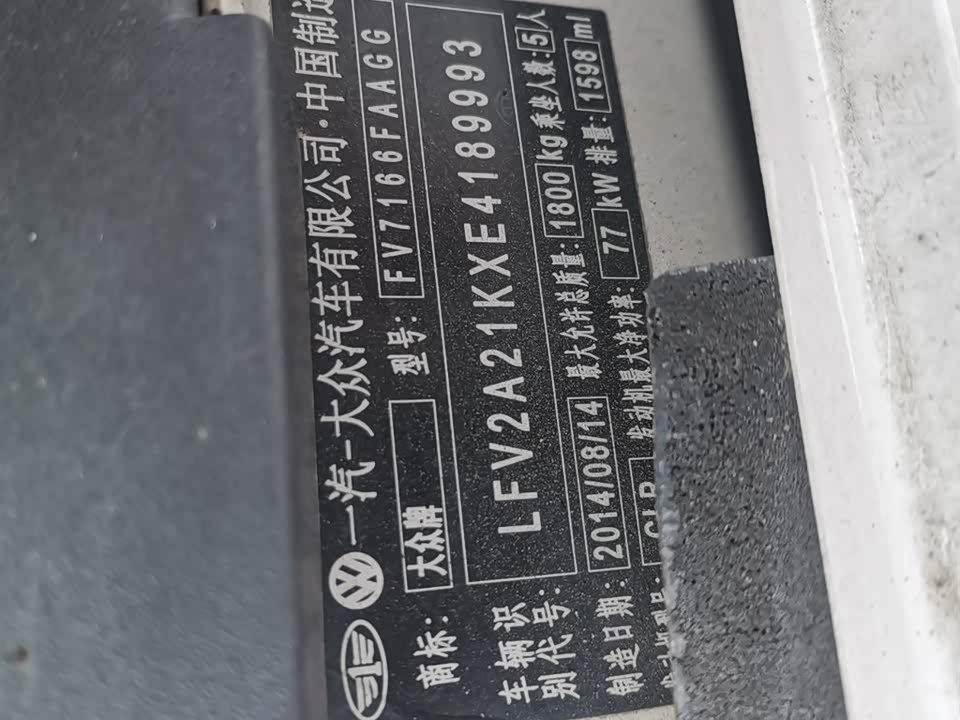 一汽-大众汽车有限公司·中国制造
商标: 大众牌 型号: FV7166FAAGG
车辆识别代号: LFV2A21KXE4189993
制造日期: 2014/08/14 最大允许总质量: 1800 kg 乘坐人数: 5 人
发动机最大净功率: 77 kW 排量: 1598 ml